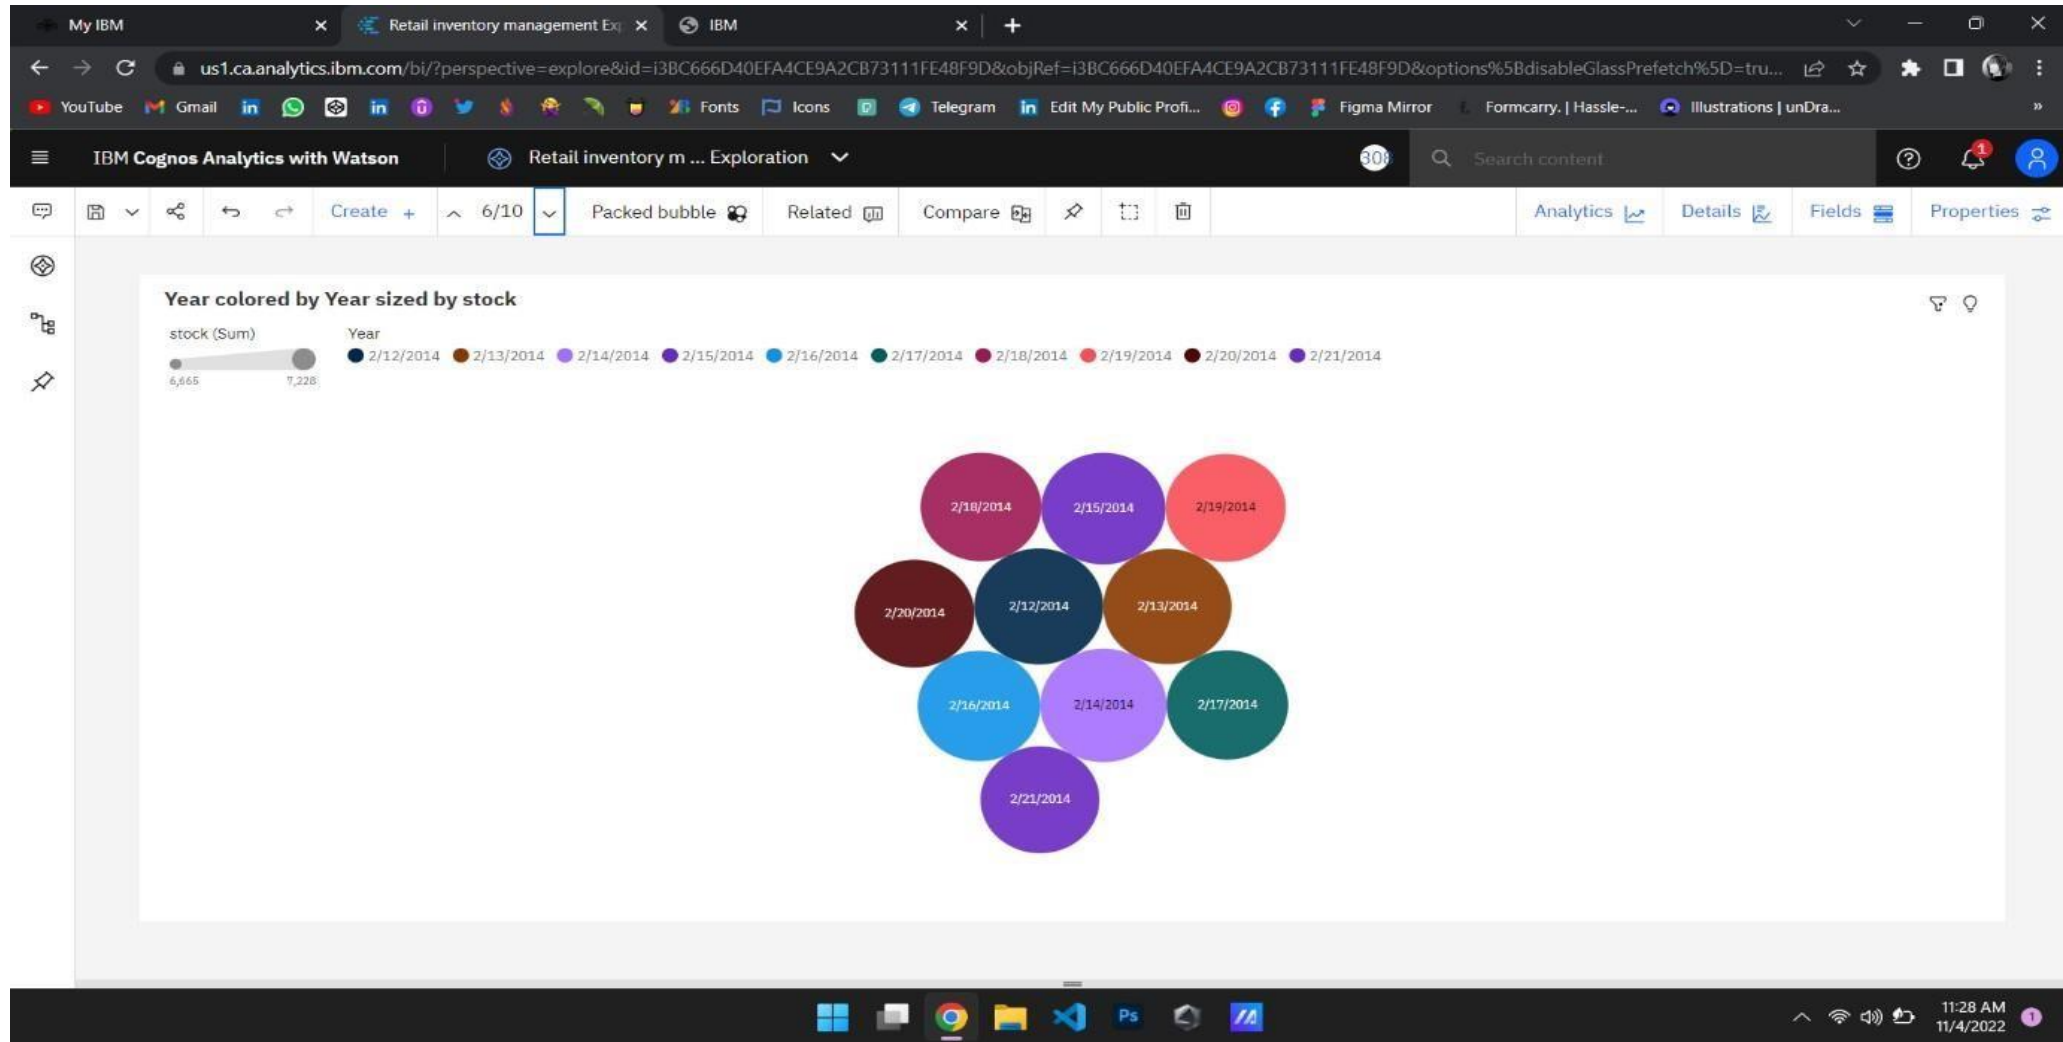 My IBM
Retail inventory management Ex
IBM
us1.ca.analytics.ibm.com/bi/?perspective=explore&id=i3BC666D40EFA4CE9A2CB73111FE48F9D&objRef=i3BC666D40EFA4CE9A2CB73111FE48F9D&options%5BdisableGlassPrefetch%5D=tru...
YouTube Gmail Fonts Icons Telegram Edit My Public Profi... Figma Mirror Formcarry. | Hassle-... Illustrations | unDra... »
IBM Cognos Analytics with Watson Retail inventory m ... Exploration 308 Search content 1
Create + 6/10 Packed bubble Related Compare Analytics Details Fields Properties
Year colored by Year sized by stock
stock (Sum) Year
2/12/2014 2/13/2014 2/14/2014 2/15/2014 2/16/2014 2/17/2014 2/18/2014 2/19/2014 2/20/2014 2/21/2014
6,665 7,228
2/18/2014 2/15/2014 2/19/2014
2/20/2014 2/12/2014 2/13/2014
2/16/2014 2/14/2014 2/17/2014
2/21/2014
Ps
11:28 AM
11/4/2022 1